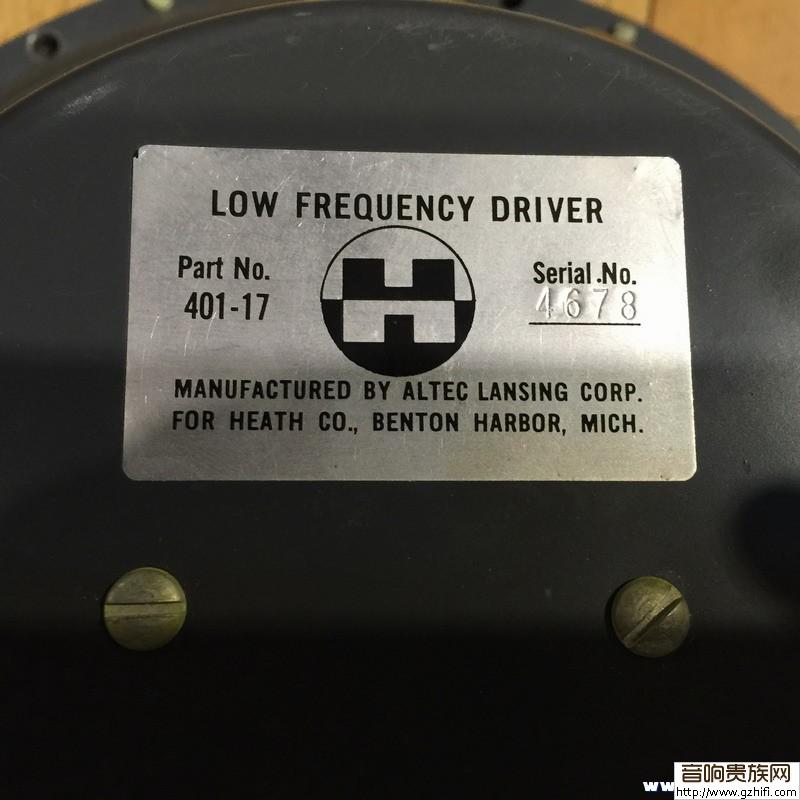 LOW FREQUENCY DRIVER
Part No.
401-17
H
Serial No.
4678
MANUFACTURED BY ALTEC LANSING CORP.
FOR HEATH CO., BENTON HARBOR, MICH.
音响贵族网
http://www.gzhifi.com